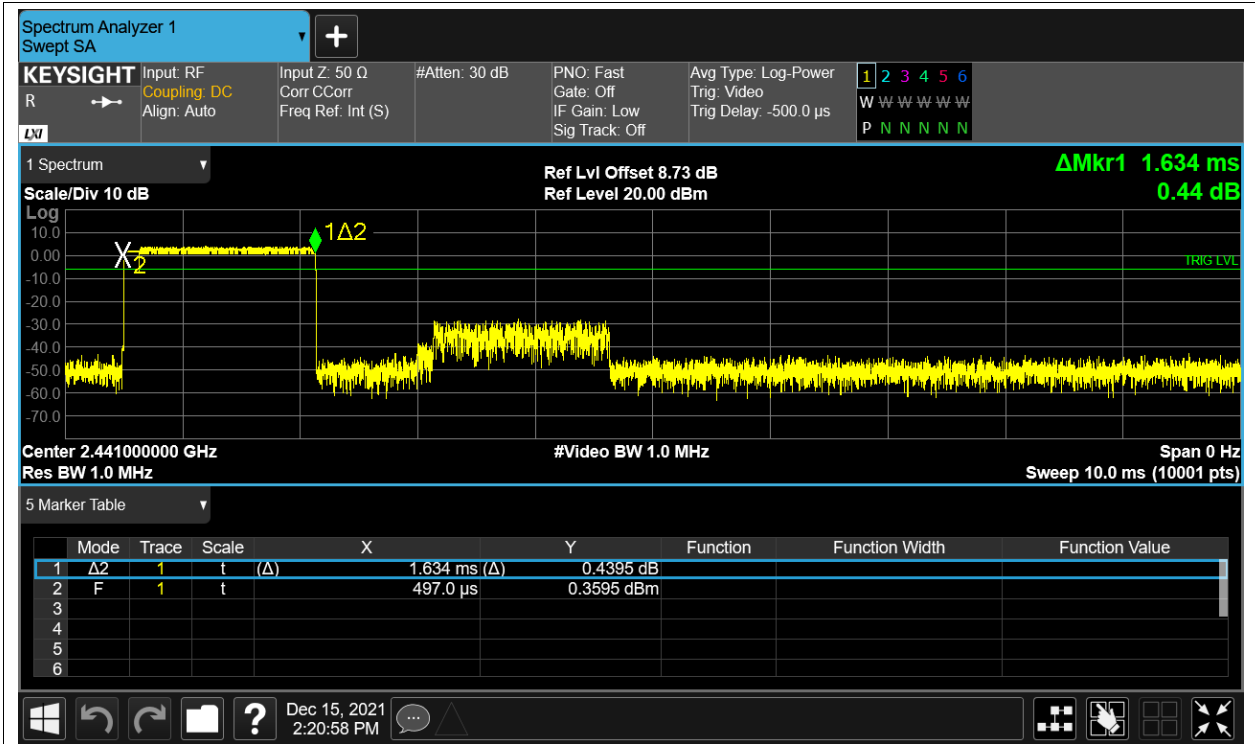 Spectrum Analyzer 1
Swept SA
KEYSIGHT
R
LXI
Input: RF
Coupling: DC
Align: Auto
Input Z: 50 Ω
Corr CCorr
Freq Ref: Int (S)
#Atten: 30 dB
PNO: Fast
Gate: Off
IF Gain: Low
Sig Track: Off
Avg Type: Log-Power
Trig: Video
Trig Delay: -500.0 µs
1 2 3 4 5 6
W W W W W W
P N N N N N
1 Spectrum
Scale/Div 10 dB
Ref Lvl Offset 8.73 dB
Ref Level 20.00 dBm
ΔMkr1 1.634 ms
0.44 dB
Log
10.0
0.00
-10.0
-20.0
-30.0
-40.0
-50.0
-60.0
-70.0
X2
1Δ2
TRIG LVL
Center 2.441000000 GHz
Res BW 1.0 MHz
#Video BW 1.0 MHz
Span 0 Hz
Sweep 10.0 ms (10001 pts)
5 Marker Table
Mode Trace Scale X Y Function Function Width Function Value
1 Δ2 1 t (Δ) 1.634 ms (Δ) 0.4395 dB
2 F 1 t 497.0 µs 0.3595 dBm
3
4
5
6
?
Dec 15, 2021
2:20:58 PM